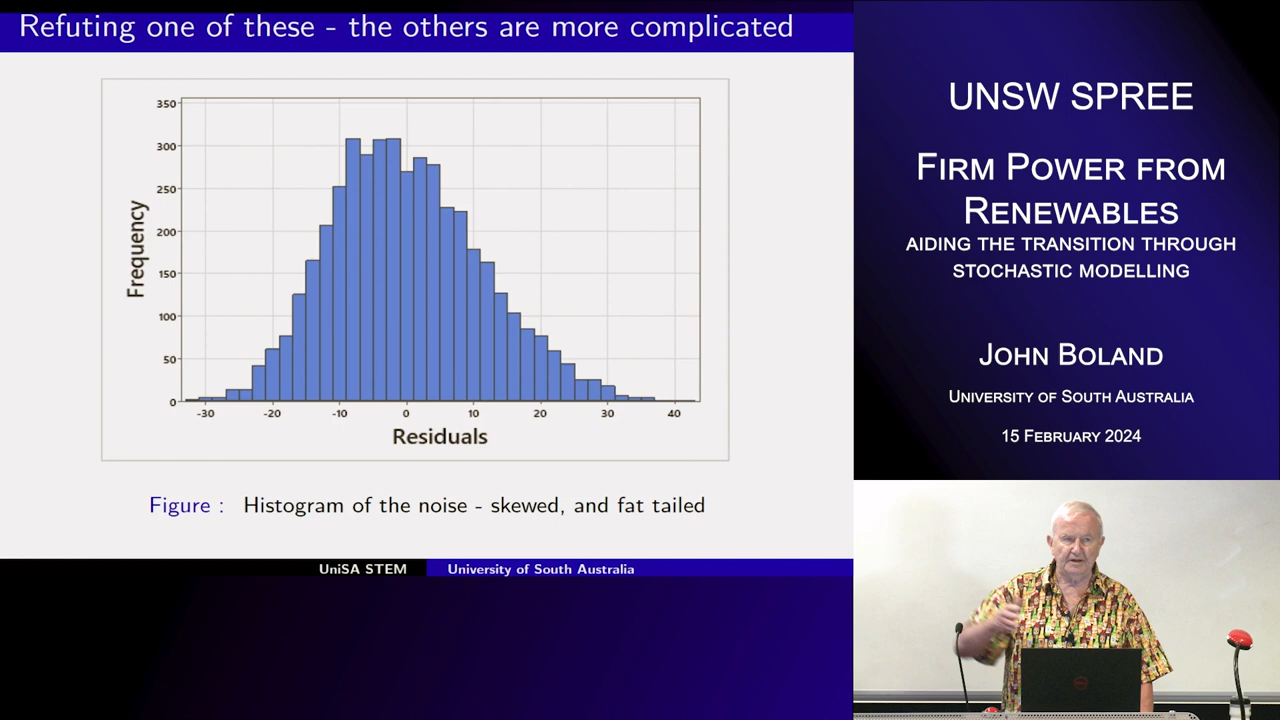 Refuting one of these - the others are more complicated
350
300
250
200
150
100
50
0
Frequency
-30 -20 -10 0 10 20 30 40
Residuals
Figure : Histogram of the noise - skewed, and fat tailed
UniSA STEM University of South Australia
UNSW SPREE
FIRM POWER FROM
RENEWABLES
AIDING THE TRANSITION THROUGH
STOCHASTIC MODELLING
JOHN BOLAND
UNIVERSITY OF SOUTH AUSTRALIA
15 FEBRUARY 2024
DELL